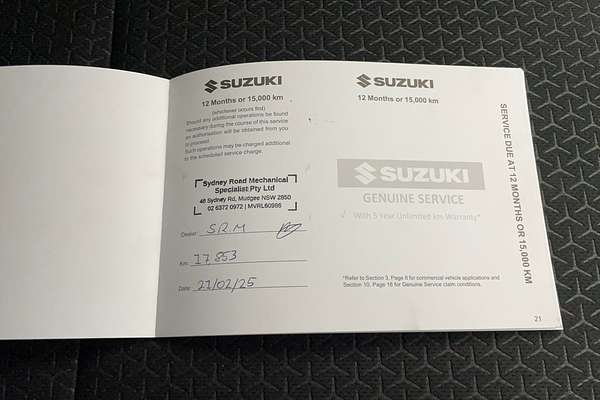 SUZUKI
12 Months or 15,000 km
(whichever occurs first)
Should any additional operations be found
necessary during the course of this service
an authorisation will be obtained from you
to proceed.
Such operations may be charged additional
to the scheduled service charge.
Sydney Road Mechanical
Specialist Pty Ltd
48 Sydney Rd, Mudgee NSW 2850
02 6372 0972 | MVRL60986
Dealer: S.R.M
Km: 17 853
Date: 21/02/25
SUZUKI
12 Months or 15,000 km
SUZUKI
GENUINE SERVICE
√ With 5 Year Unlimited km Warranty*
*Refer to Section 3, Page 8 for commercial vehicle applications and
Section 10, Page 16 for Genuine Service claim conditions.
SERVICE DUE AT 12 MONTHS OR 15,000 KM
21